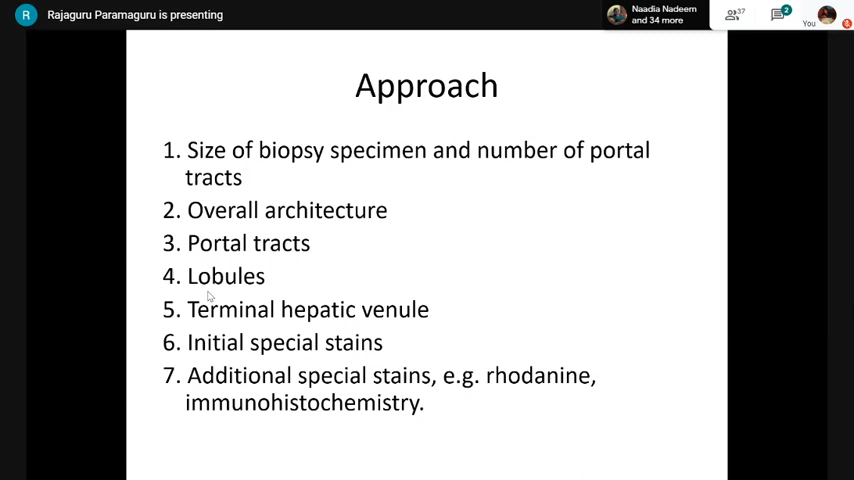 R Rajaguru Paramaguru is presenting
Naadia Nadeem
and 34 more
37
2
You
Approach
1. Size of biopsy specimen and number of portal
tracts
2. Overall architecture
3. Portal tracts
4. Lobules
5. Terminal hepatic venule
6. Initial special stains
7. Additional special stains, e.g. rhodanine,
immunohistochemistry.